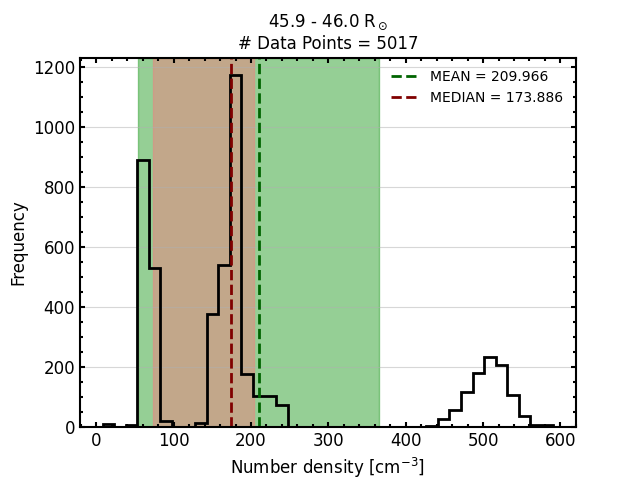 45.9 - 46.0 R☉
# Data Points = 5017
1200
1000
800
600
400
200
0
Frequency
MEAN = 209.966
MEDIAN = 173.886
0 100 200 300 400 500 600
Number density [cm⁻³]